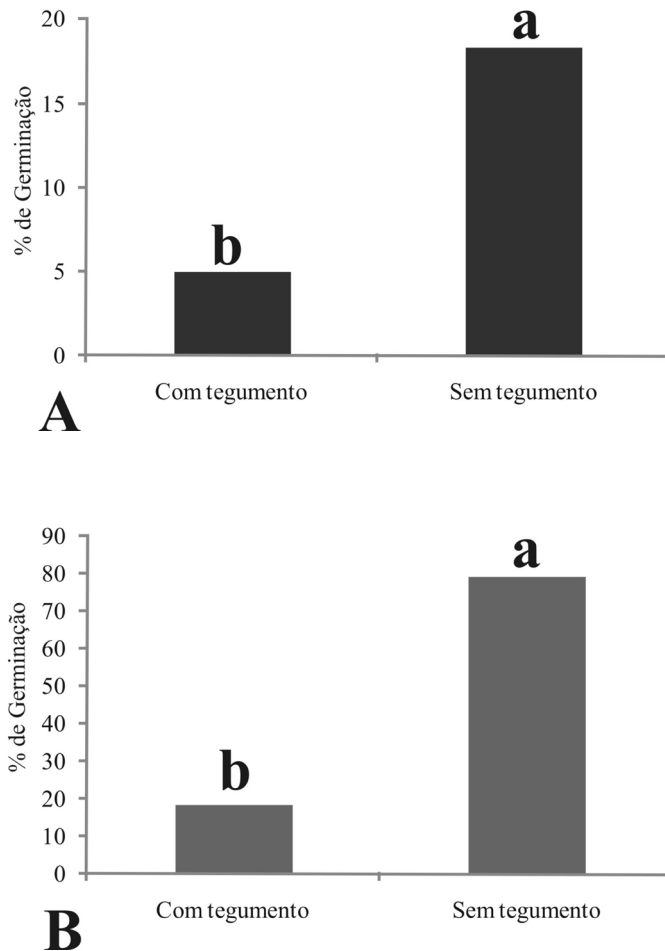 20
15
10
5
0
% de Germinação
b
a
Com tegumento
Sem tegumento
A
90
80
70
60
50
40
30
20
10
0
% de Germinação
b
a
Com tegumento
Sem tegumento
B